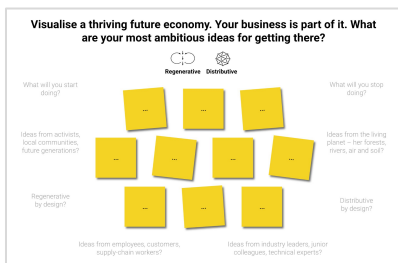 Visualise a thriving future economy. Your business is part of it. What
are your most ambitious ideas for getting there?
Regenerative Distributive
What will you start
doing?
What will you stop
doing?
...
...
...
Ideas from activists,
local communities,
future generations?
Ideas from the living
planet – her forests,
rivers, air and soil?
...
...
...
...
Regenerative
by design?
Distributive
by design?
...
...
...
Ideas from employees, customers,
supply-chain workers?
Ideas from industry leaders, junior
colleagues, technical experts?